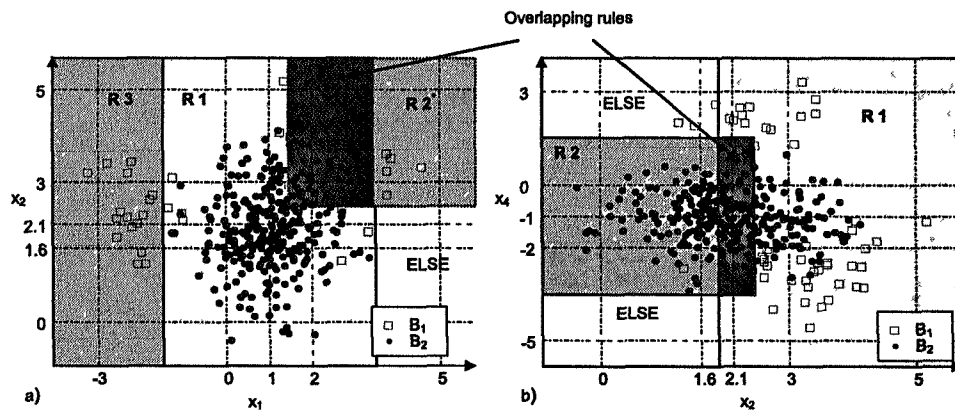 Overlapping rules
5
3
2.1
1.6
0
x2
R 3
R 1
R 2
ELSE
B1
B2
-3
0
1
2
5
x1
a)
3
0
-1
-2
-5
x4
ELSE
R 1
R 2
ELSE
B1
B2
0
1.6
2.1
3
5
x2
b)